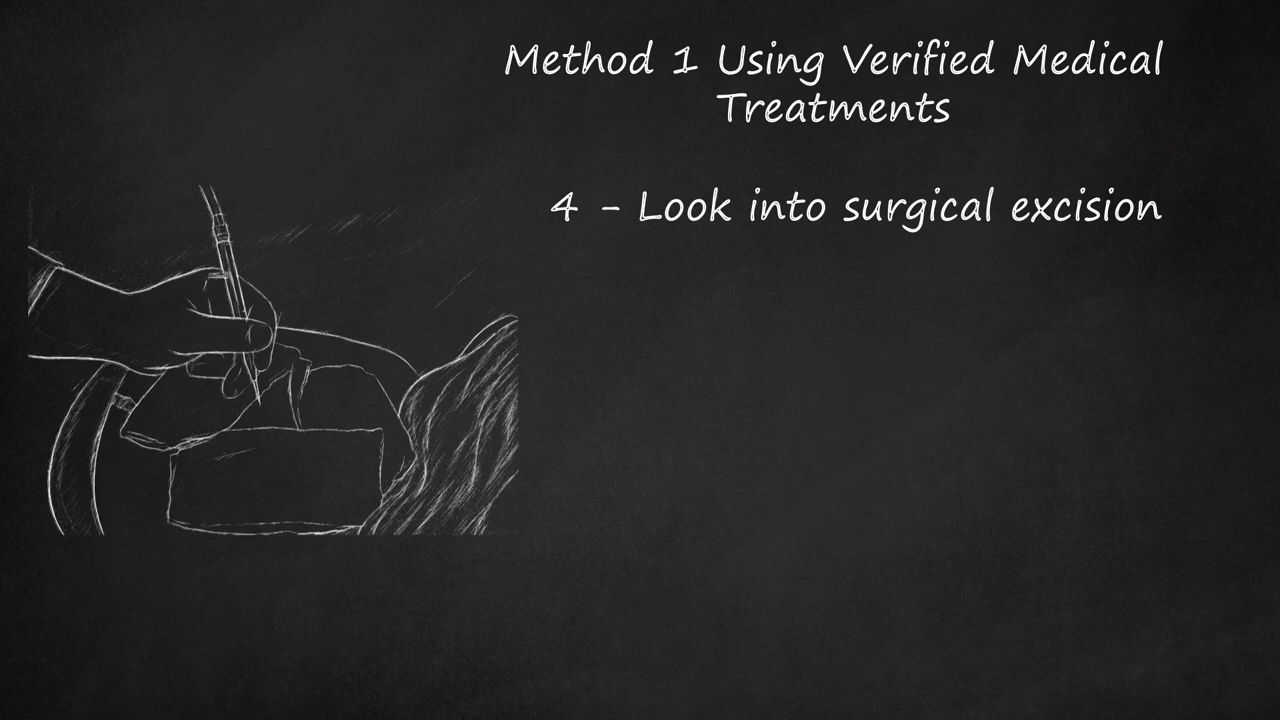 Method 1 Using Verified Medical
Treatments
4 - Look into surgical excision